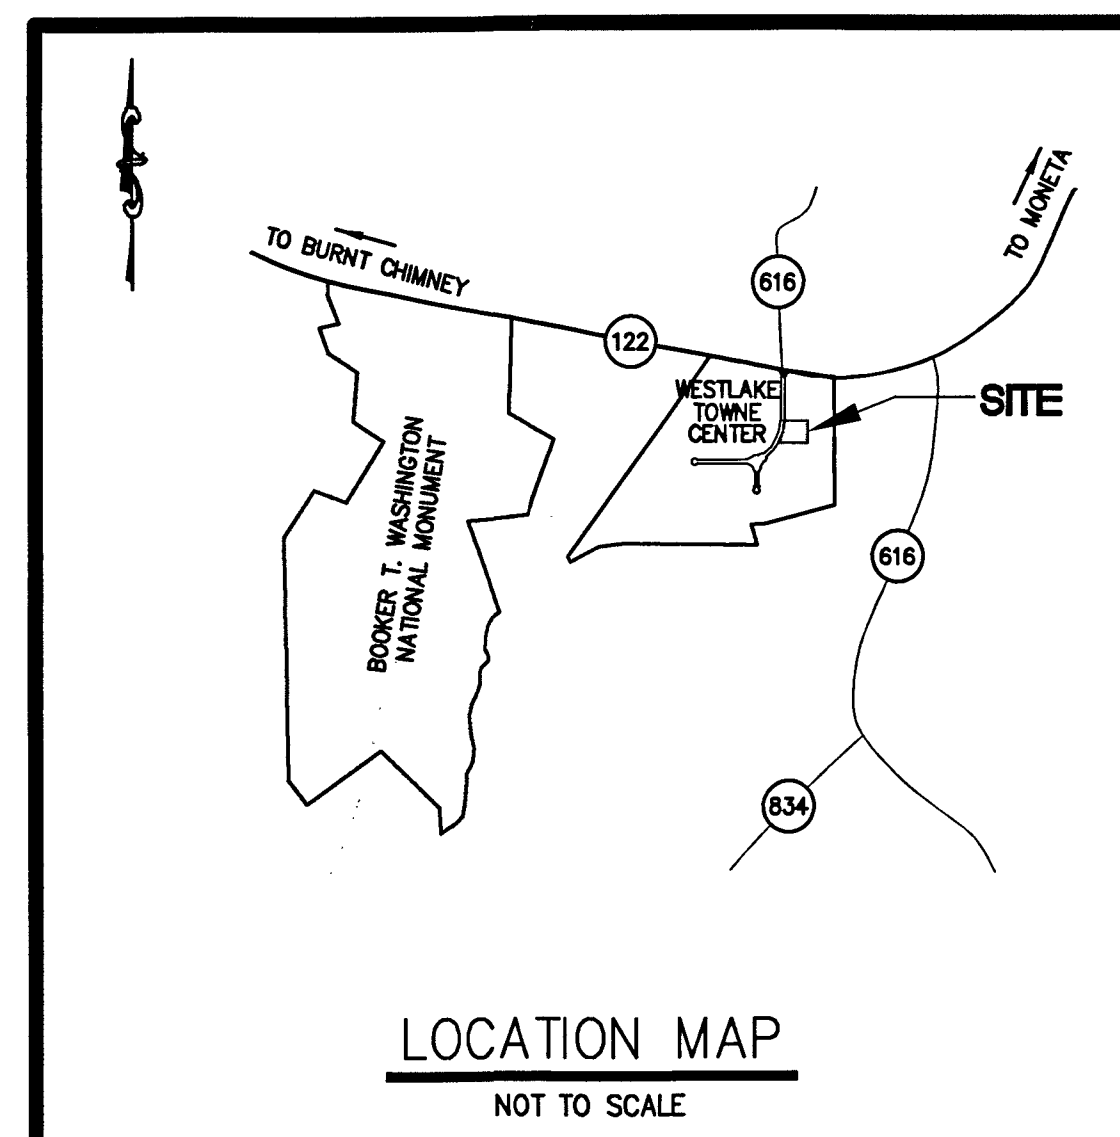 TO MONETA
TO BURNT CHIMNEY
616
122
WESTLAKE
TOWNE
CENTER
SITE
BOOKER T. WASHINGTON
NATIONAL MONUMENT
616
834
LOCATION MAP
NOT TO SCALE